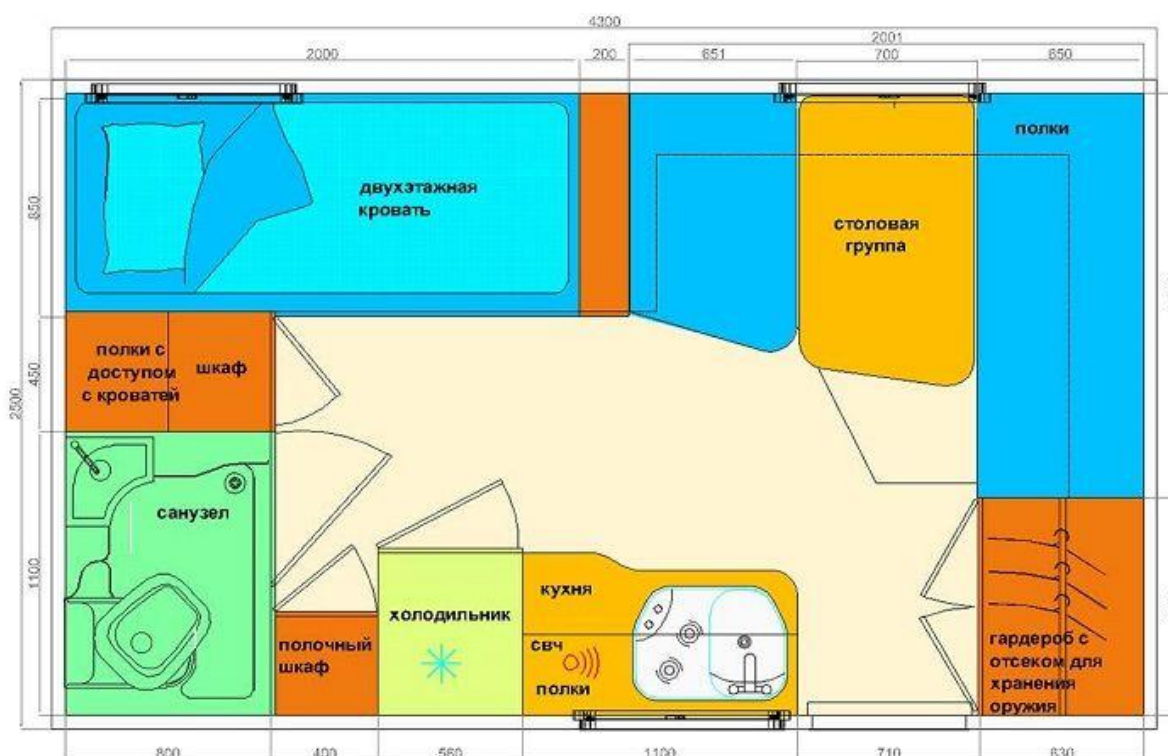 4300
2001
2000
200
651
700
650
полки
двухэтажная
кровать
850
столовая
группа
полки с
доступом
с кроватей
шкаф
450
2500
санузел
1100
холодильник
кухня
свч
полки
полочный
шкаф
гардероб с
отсеком для
хранения
оружия
800
400
560
1100
710
630